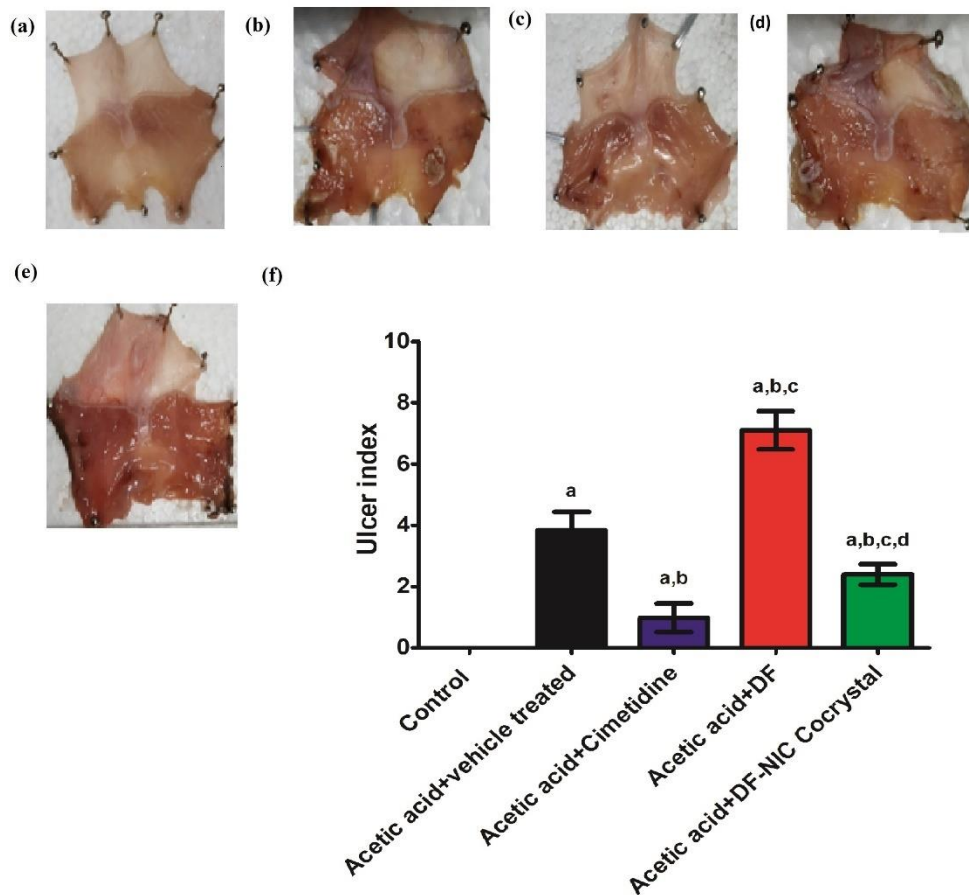 (a)
(b)
(c)
(d)
(e)
(f)
10
8
6
4
2
0
Ulcer index
a
a,b
a,b,c
a,b,c,d
Control
Acetic acid+vehicle treated
Acetic acid+Cimetidine
Acetic acid+DF
Acetic acid+DF-NIC Cocrystal